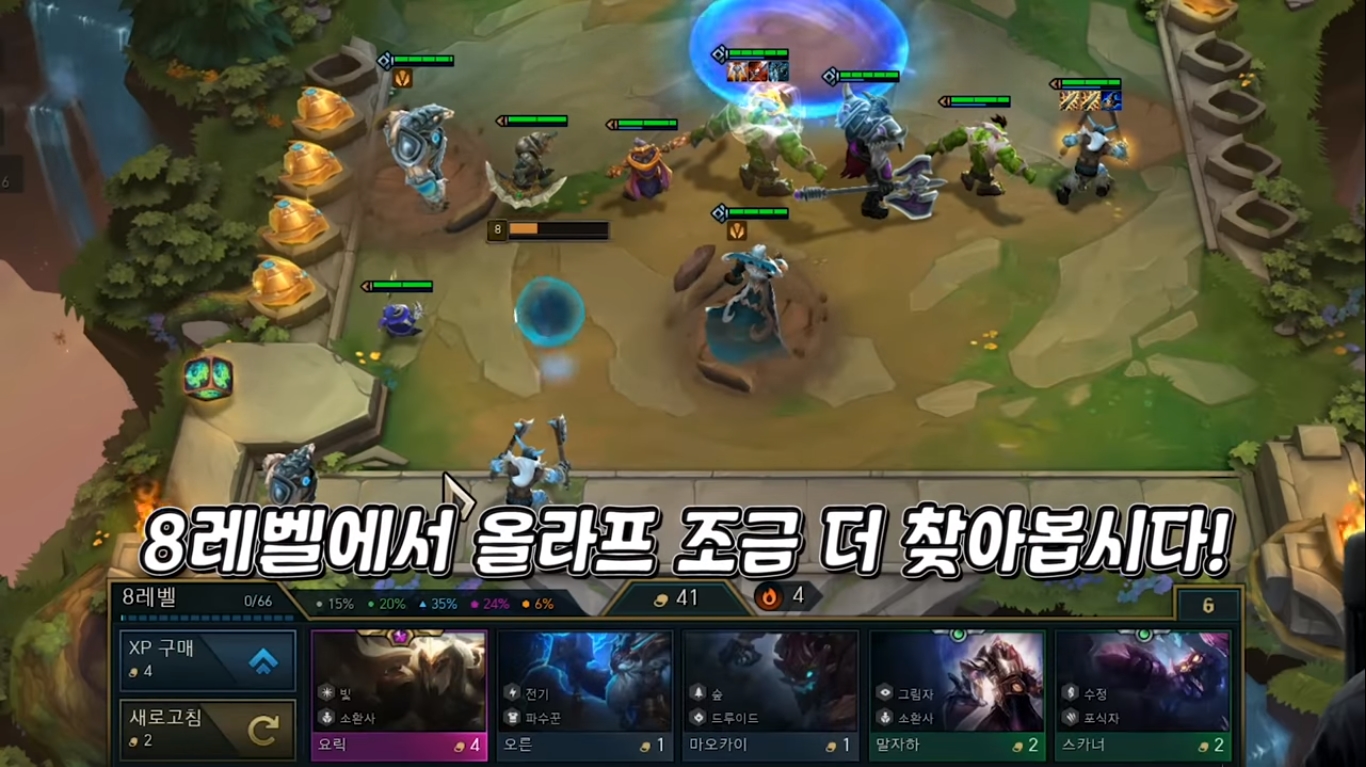 6
8
8레벨에서 올라프 조금 더 찾아봅시다!
8레벨 0/66 15% 20% 35% 24% 6% 41 4 6
XP 구매
4
새로고침
2
빛
소환사
요릭 4
전기
파수꾼
오른 1
숲
드루이드
마오카이 1
그림자
소환사
말자하 2
수정
포식자
스카너 2